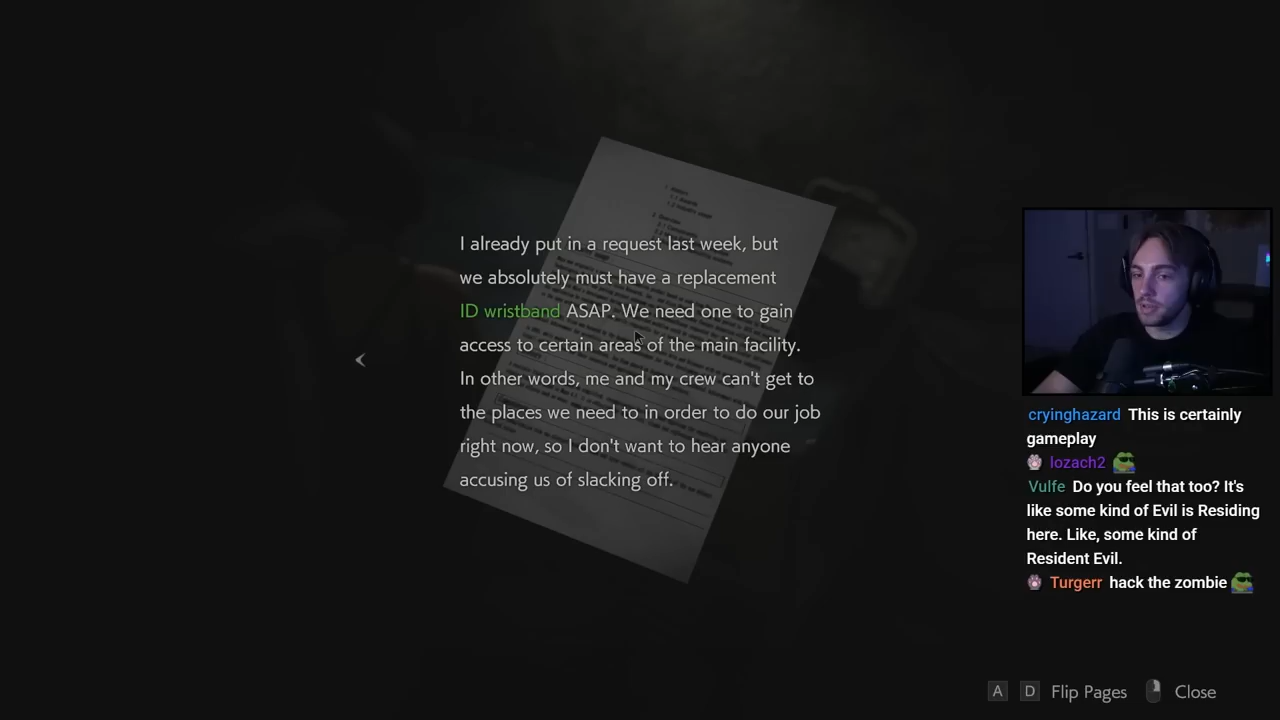 I already put in a request last week, but
we absolutely must have a replacement
ID wristband ASAP. We need one to gain
access to certain areas of the main facility.
In other words, me and my crew can't get to
the places we need to in order to do our job
right now, so I don't want to hear anyone
accusing us of slacking off.
cryinghazard This is certainly
gameplay
lozach2
Vulfe Do you feel that too? It's
like some kind of Evil is Residing
here. Like, some kind of
Resident Evil.
Turgerr hack the zombie
A D Flip Pages Close